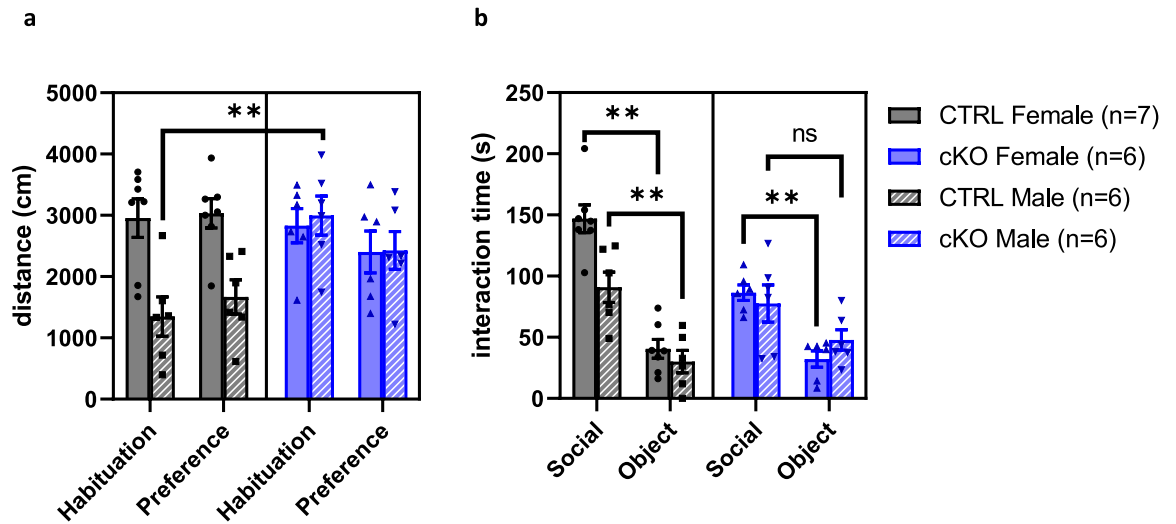 a
b
5000
4000
3000
2000
1000
0
distance (cm)
**
Habituation
Preference
Habituation
Preference
250
200
150
100
50
0
interaction time (s)
**
**
**
ns
Social
Object
Social
Object
CTRL Female (n=7)
cKO Female (n=6)
CTRL Male (n=6)
cKO Male (n=6)